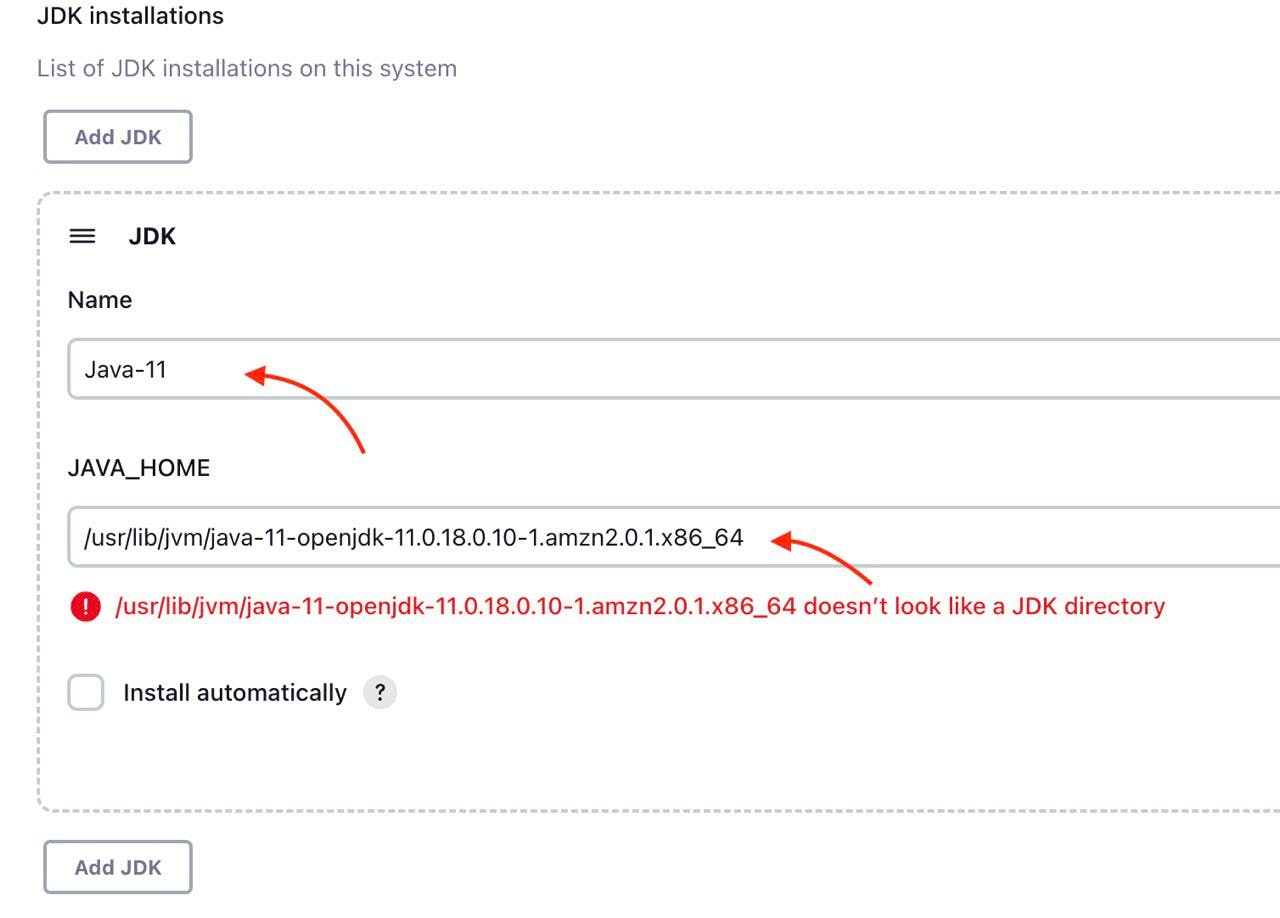 JDK installations
List of JDK installations on this system
Add JDK
JDK
Name
Java-11
JAVA_HOME
/usr/lib/jvm/java-11-openjdk-11.0.18.0.10-1.amzn2.0.1.x86_64
/usr/lib/jvm/java-11-openjdk-11.0.18.0.10-1.amzn2.0.1.x86_64 doesn’t look like a JDK directory
Install automatically ?
Add JDK